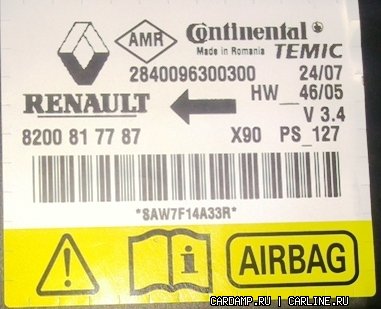 AMR Continental
Made in Romania TEMIC
2840096300300 24/07
RENAULT HW__46/05
V 3.4
8200 81 77 87 X90 PS_127
*SAW7F14A33R*
AIRBAG
CARDAMP.RU | CARLINE.RU